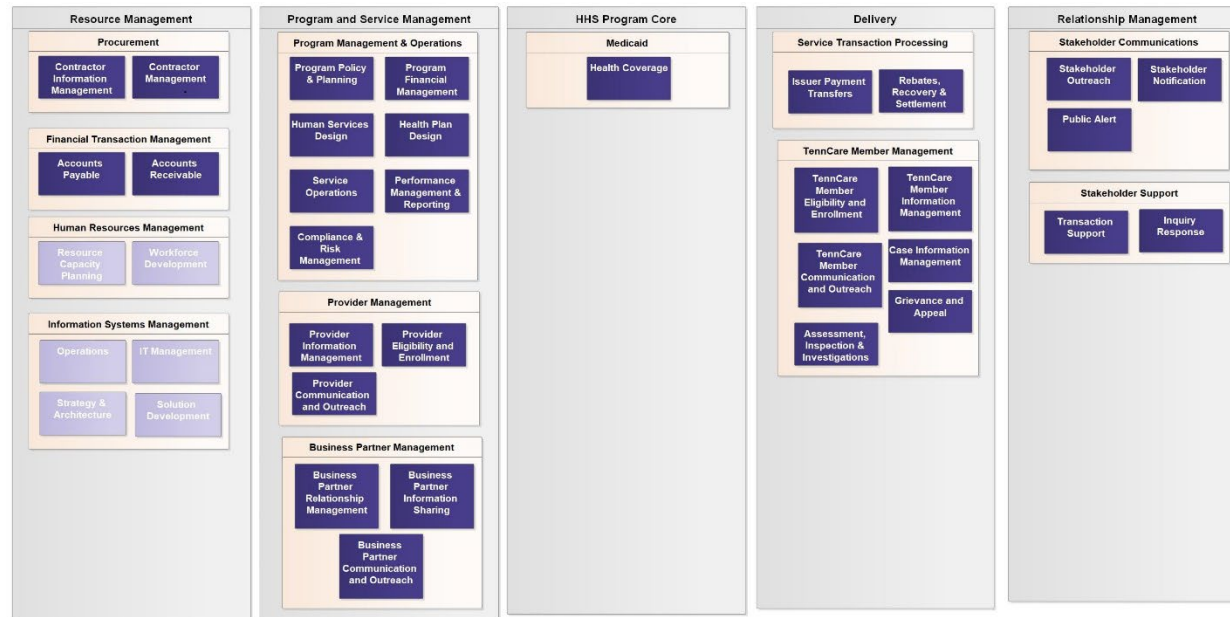 Resource Management
Procurement
Contractor
Information
Management
Contractor
Management
Financial Transaction Management
Accounts
Payable
Accounts
Receivable
Human Resources Management
Resource
Capacity
Planning
Workforce
Development
Information Systems Management
Operations
IT Management
Strategy &
Architecture
Solution
Development
Program and Service Management
Program Management & Operations
Program Policy
& Planning
Program
Financial
Management
Human Services
Design
Health Plan
Design
Service
Operations
Performance
Management &
Reporting
Compliance &
Risk
Management
Provider Management
Provider
Information
Management
Provider
Eligibility and
Enrollment
Provider
Communication
and Outreach
Business Partner Management
Business
Partner
Relationship
Management
Business
Partner
Information
Sharing
Business
Partner
Communication
and Outreach
HHS Program Core
Medicaid
Health Coverage
Delivery
Service Transaction Processing
Issuer Payment
Transfers
Rebates,
Recovery &
Settlement
TennCare Member Management
TennCare
Member
Eligibility and
Enrollment
TennCare
Member
Information
Management
TennCare
Member
Communication
and Outreach
Case Information
Management
Grievance and
Appeal
Assessment,
Inspection &
Investigations
Relationship Management
Stakeholder Communications
Stakeholder
Outreach
Stakeholder
Notification
Public Alert
Stakeholder Support
Transaction
Support
Inquiry
Response